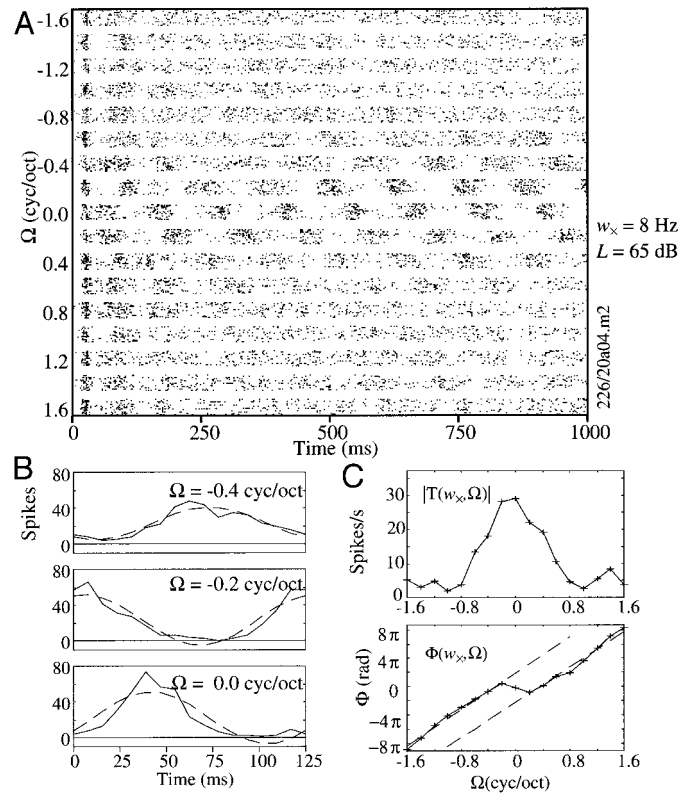 A
-1.6
-1.2
-0.8
-0.4
0.0
0.4
0.8
1.2
1.6
Ω (cyc/oct)
0 250 500 750 1000
Time (ms)
w× = 8 Hz
L = 65 dB
226/20a04.m2
B
Spikes
80
40
0
Ω = -0.4 cyc/oct
80
40
0
Ω = -0.2 cyc/oct
80
40
0
Ω = 0.0 cyc/oct
0 25 50 75 100 125
Time (ms)
C
Spikes/s
30
20
10
0
|T(w×,Ω)|
-1.6 -0.8 0 0.8 1.6
Φ (rad)
8π
4π
0
-4π
-8π
Φ(w×,Ω)
-1.6 -0.8 0 0.8 1.6
Ω(cyc/oct)